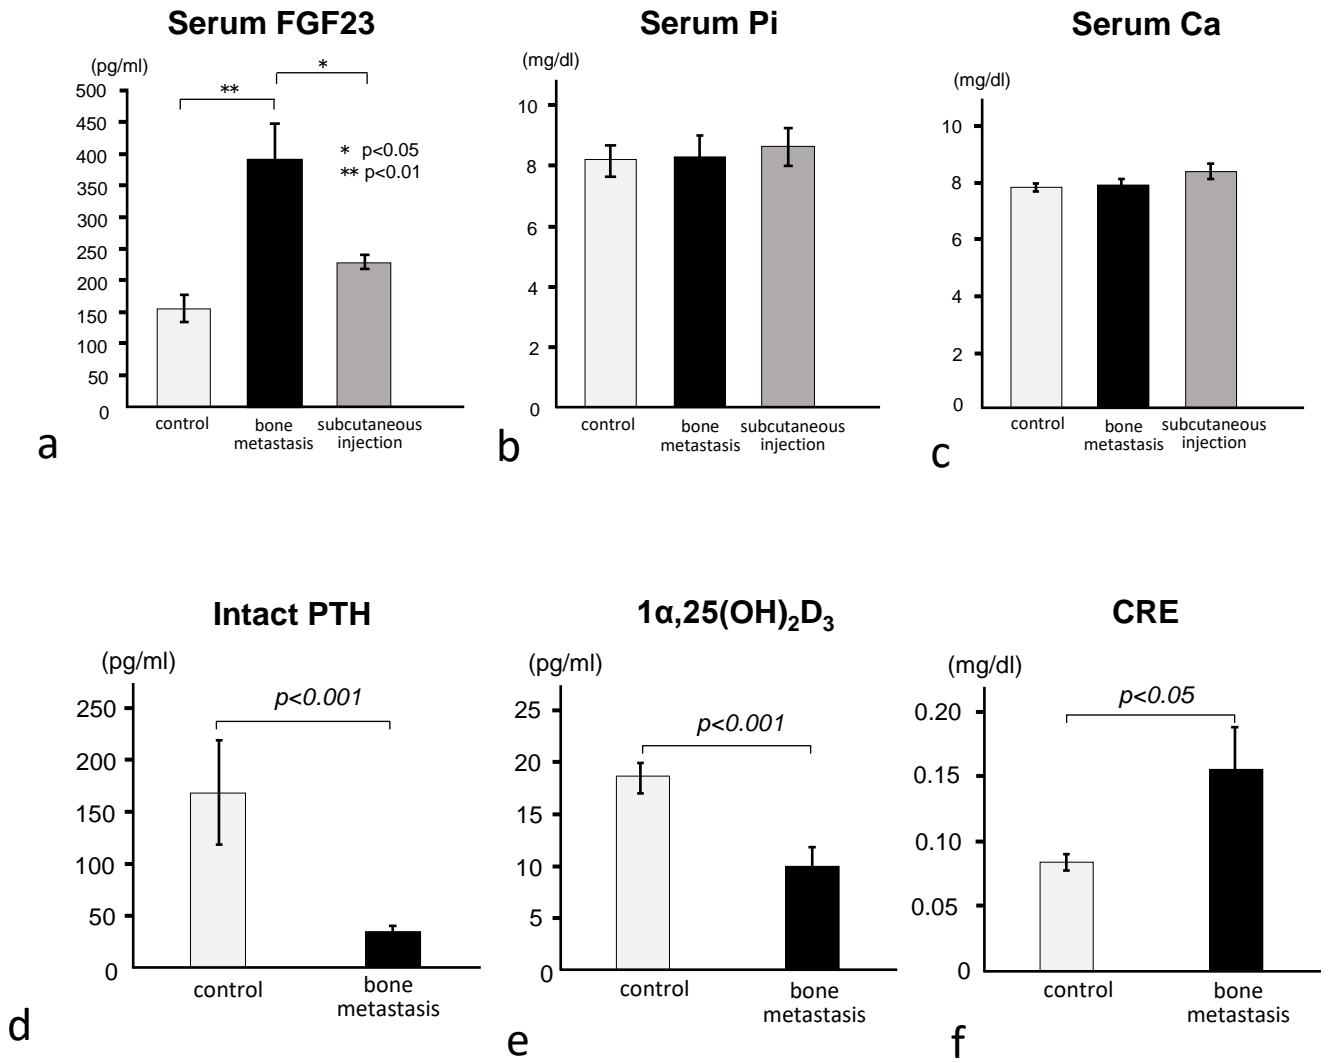 Serum FGF23
(pg/ml)
500
450
400
350
300
250
200
150
100
50
0
**
*
* p<0.05
** p<0.01
control
bone
metastasis
subcutaneous
injection
a
Serum Pi
(mg/dl)
10
8
6
4
2
0
control
bone
metastasis
subcutaneous
injection
b
Serum Ca
(mg/dl)
10
8
6
4
2
0
control
bone
metastasis
subcutaneous
injection
c
Intact PTH
(pg/ml)
250
200
150
100
50
0
p<0.001
control
bone
metastasis
d
1α,25(OH)₂D₃
(pg/ml)
25
20
15
10
5
0
p<0.001
control
bone
metastasis
e
CRE
(mg/dl)
0.20
0.15
0.10
0.05
0
p<0.05
control
bone
metastasis
f